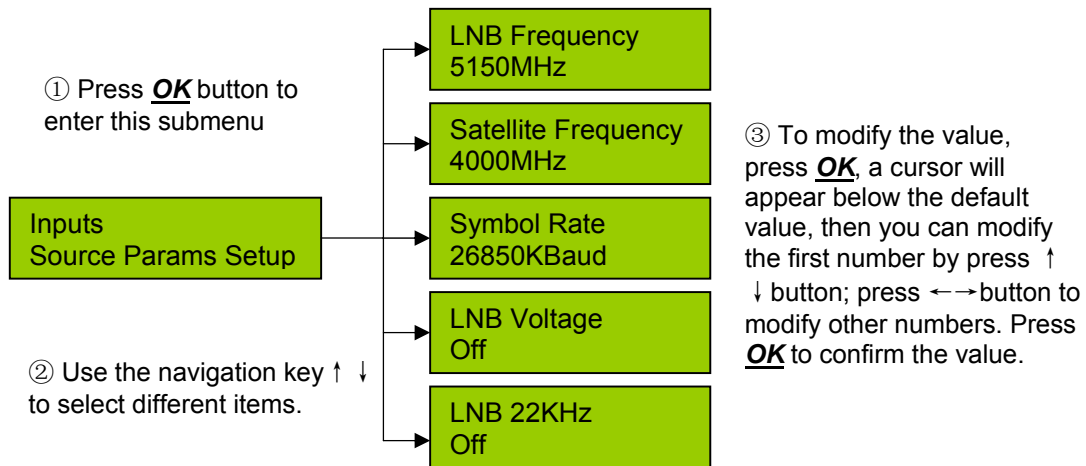 ① Press OK button to
enter this submenu
Inputs
Source Params Setup
② Use the navigation key ↑ ↓
to select different items.
LNB Frequency
5150MHz
Satellite Frequency
4000MHz
Symbol Rate
26850KBaud
LNB Voltage
Off
LNB 22KHz
Off
③ To modify the value,
press OK, a cursor will
appear below the default
value, then you can modify
the first number by press ↑
↓ button; press ←→button to
modify other numbers. Press
OK to confirm the value.